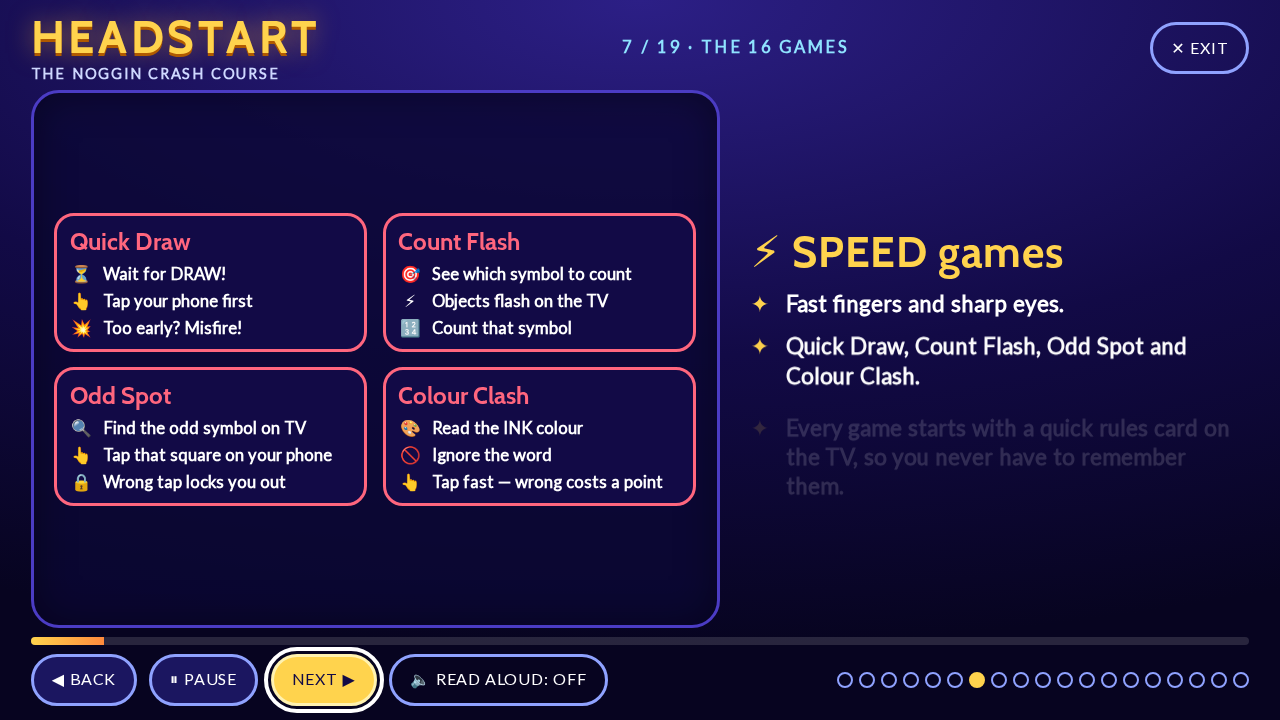 HEADSTART
THE NOGGIN CRASH COURSE
7 / 19 · THE 16 GAMES
✕ EXIT
Quick Draw
⏳ Wait for DRAW!
👆 Tap your phone first
💥 Too early? Misfire!
Count Flash
🎯 See which symbol to count
⚡ Objects flash on the TV
🔢 Count that symbol
Odd Spot
🔍 Find the odd symbol on TV
👆 Tap that square on your phone
🔒 Wrong tap locks you out
Colour Clash
🎨 Read the INK colour
🚫 Ignore the word
👆 Tap fast — wrong costs a point
⚡ SPEED games
✦ Fast fingers and sharp eyes.
✦ Quick Draw, Count Flash, Odd Spot and
Colour Clash.
✦ Every game starts with a quick rules card on
the TV, so you never have to remember
them.
◀ BACK
⏸ PAUSE
NEXT ▶
🔈 READ ALOUD: OFF